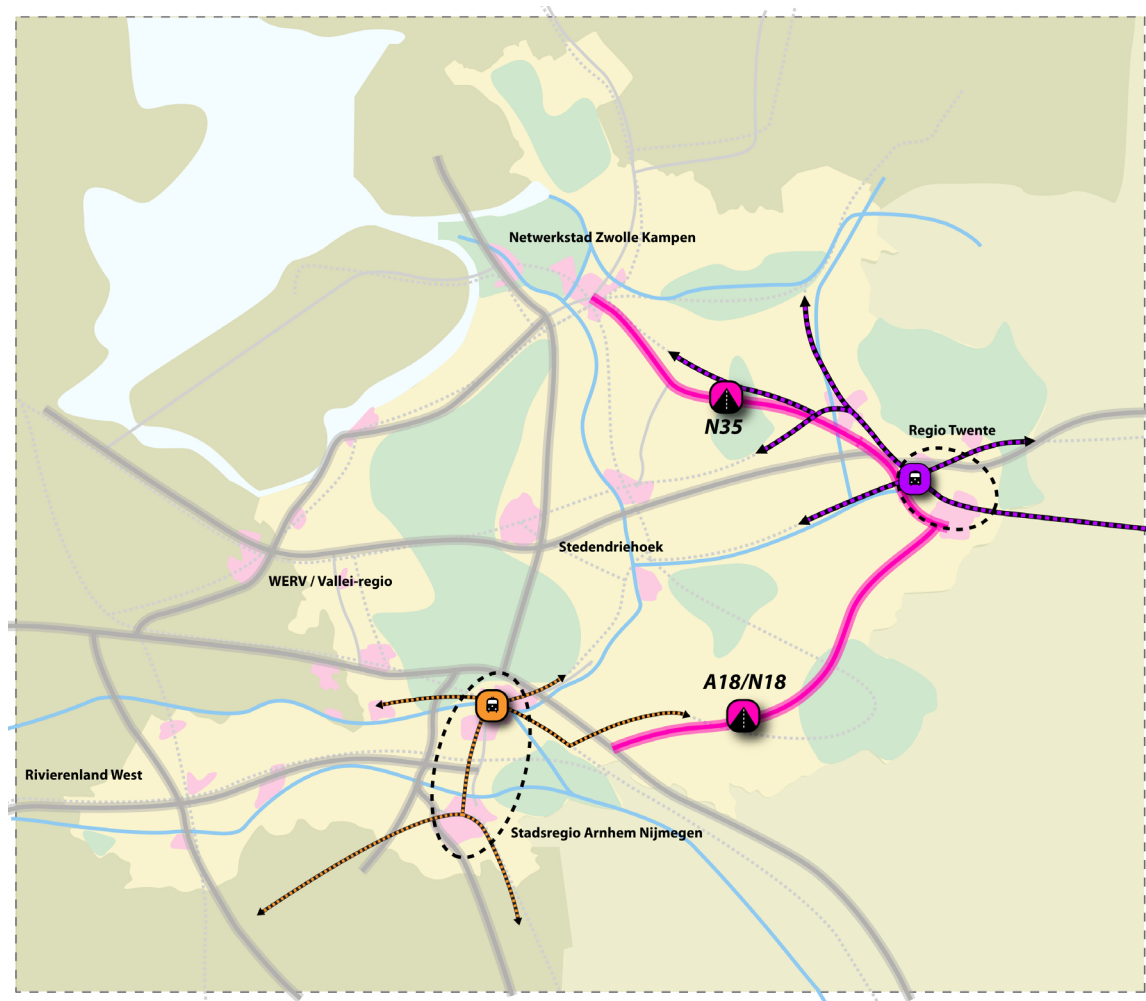 Netwerkstad Zwolle Kampen
N35
Regio Twente
Stedendriehoek
WERV / Vallei-regio
A18/N18
Rivierenland West
Stadsregio Arnhem Nijmegen